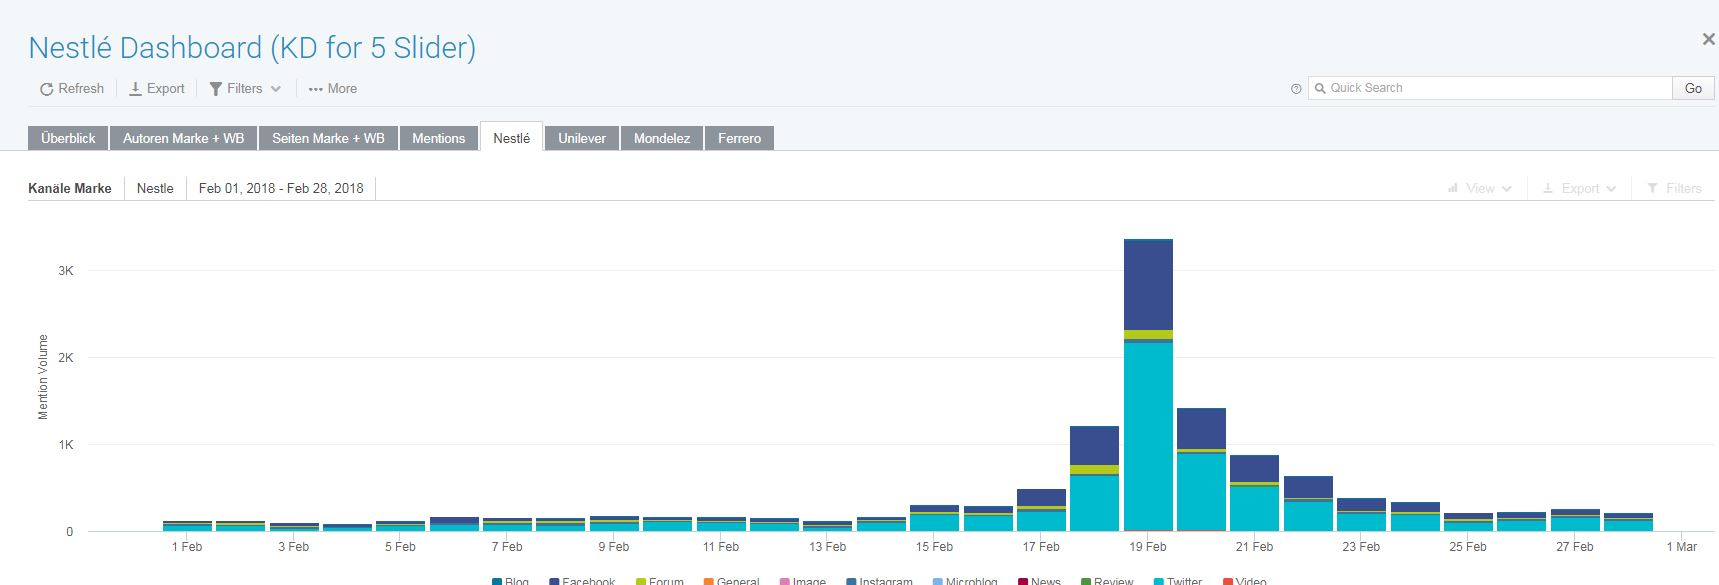 Nestlé Dashboard (KD for 5 Slider)
Refresh Export Filters More Quick Search Go
Überblick Autoren Marke + WB Seiten Marke + WB Mentions Nestlé Unilever Mondelez Ferrero
Kanäle Marke Nestle Feb 01, 2018 - Feb 28, 2018 View Export Filters
Mention Volume
3K
2K
1K
0
1 Feb 3 Feb 5 Feb 7 Feb 9 Feb 11 Feb 13 Feb 15 Feb 17 Feb 19 Feb 21 Feb 23 Feb 25 Feb 27 Feb 1 Mar
Blog Facebook Forum General Image Instagram Microblog News Review Twitter Video